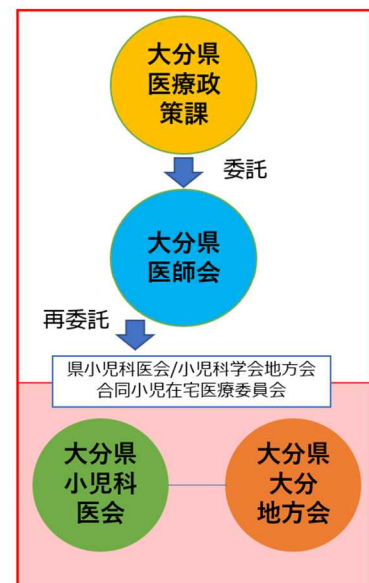 大分県
医療政
策課
委託
大分県
医師会
再委託
県小児科医会/小児科学会地方会
合同小児在宅医療委員会
大分県
小児科
医会
大分県
大分
地方会